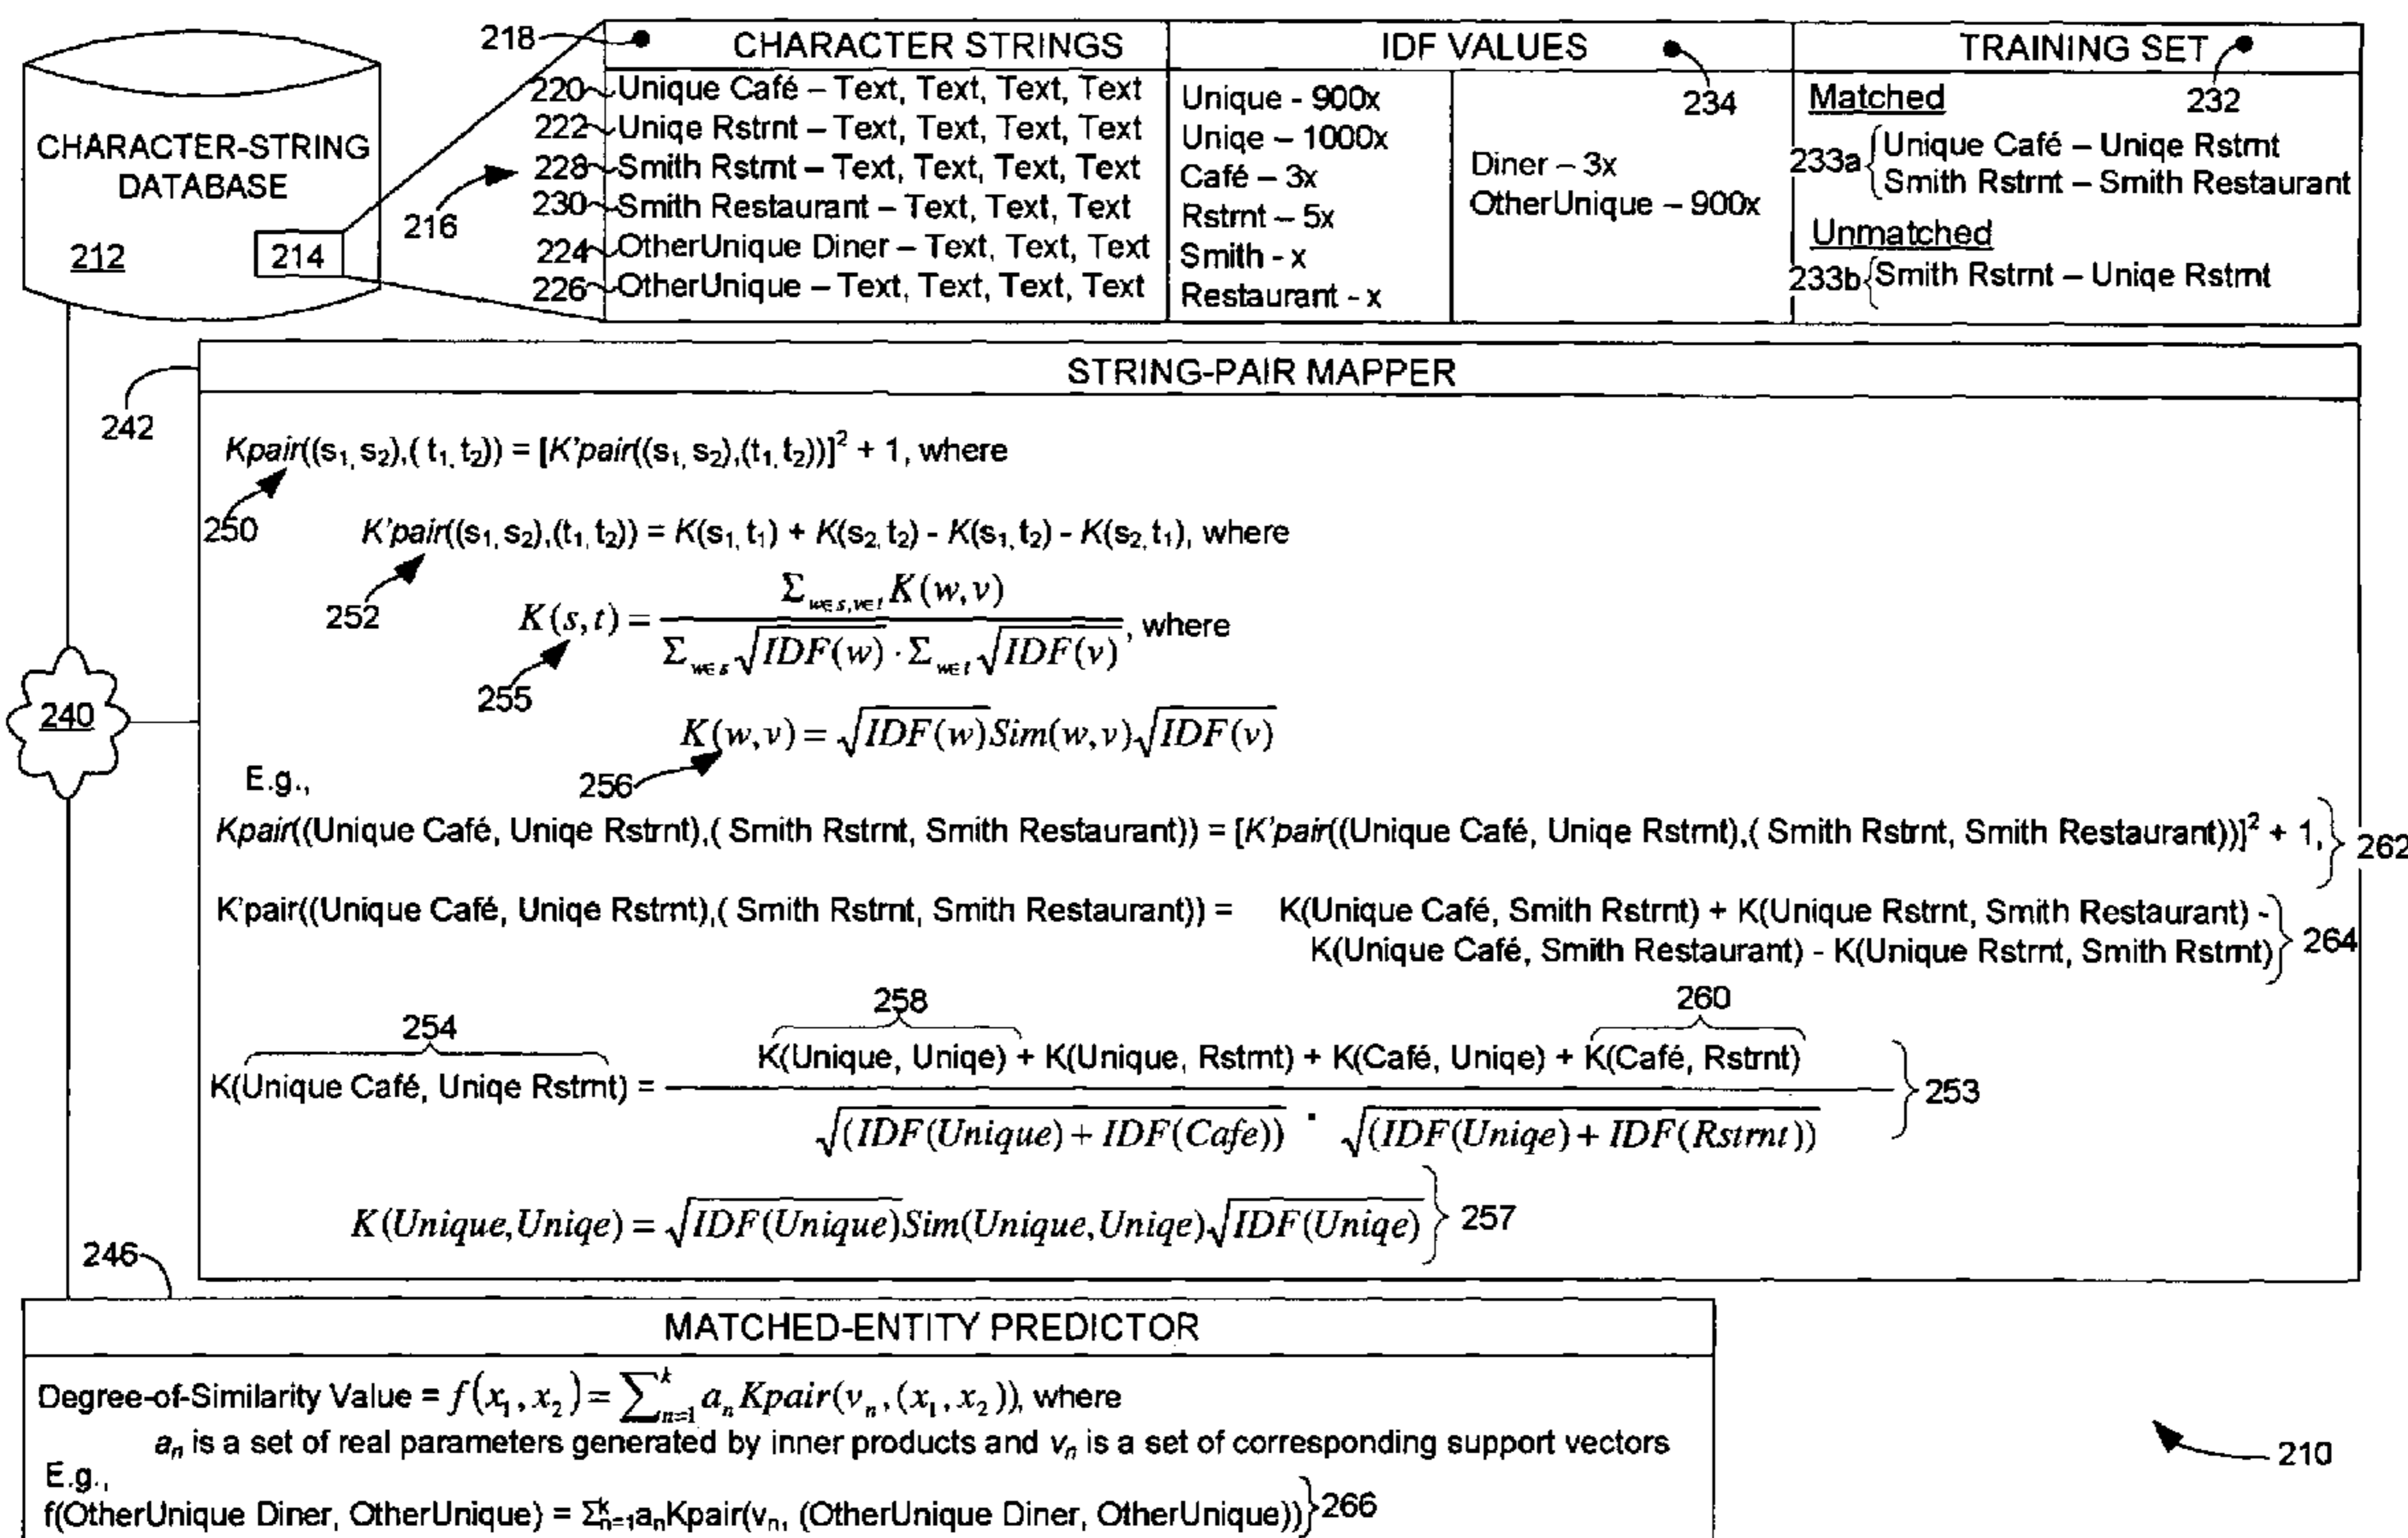 218
CHARACTER STRINGS
220 Unique Café – Text, Text, Text, Text
222 Uniqe Rstrnt – Text, Text, Text, Text
228 Smith Rstrnt – Text, Text, Text, Text
230 Smith Restaurant – Text, Text, Text
224 OtherUnique Diner – Text, Text, Text
226 OtherUnique – Text, Text, Text, Text
216
CHARACTER-STRING
DATABASE
212
214
IDF VALUES
234
Unique - 900x
Uniqe – 1000x
Café – 3x
Rstrnt – 5x
Smith - x
Restaurant - x
Diner – 3x
OtherUnique – 900x
TRAINING SET
232
Matched
233a { Unique Café – Uniqe Rstrnt
Smith Rstrnt – Smith Restaurant
Unmatched
233b { Smith Rstrnt – Uniqe Rstrnt
242
STRING-PAIR MAPPER
Kpair((s₁, s₂),( t₁, t₂)) = [K'pair((s₁, s₂),(t₁, t₂))]² + 1, where
250
K'pair((s₁, s₂),(t₁, t₂)) = K(s₁, t₁) + K(s₂, t₂) - K(s₁, t₂) - K(s₂, t₁), where
252
K(s,t) = Σ_{w∈s,v∈t} K(w,v) / Σ_{w∈s} √IDF(w) · Σ_{w∈t} √IDF(v), where
255
K(w,v) = √IDF(w) Sim(w,v) √IDF(v)
256
240
E.g.,
Kpair((Unique Café, Uniqe Rstrnt),( Smith Rstrnt, Smith Restaurant)) = [K'pair((Unique Café, Uniqe Rstrnt),( Smith Rstrnt, Smith Restaurant))]² + 1, } 262
K'pair((Unique Café, Uniqe Rstrnt),( Smith Rstrnt, Smith Restaurant)) = K(Unique Café, Smith Rstrnt) + K(Unique Rstrnt, Smith Restaurant) -
K(Unique Café, Smith Restaurant) - K(Unique Rstrnt, Smith Rstrnt) } 264
254
258
260
K(Unique Café, Uniqe Rstrnt) = K(Unique, Uniqe) + K(Unique, Rstrnt) + K(Café, Uniqe) + K(Café, Rstrnt) / √(IDF(Unique) + IDF(Cafe)) · √(IDF(Uniqe) + IDF(Rstrnt)) } 253
K(Unique, Uniqe) = √IDF(Unique) Sim(Unique, Uniqe) √IDF(Uniqe) } 257
246
MATCHED-ENTITY PREDICTOR
Degree-of-Similarity Value = f(x₁, x₂) = Σ_{n=1}^{k} aₙ Kpair(vₙ, (x₁, x₂)), where
aₙ is a set of real parameters generated by inner products and vₙ is a set of corresponding support vectors
E.g.,
f(OtherUnique Diner, OtherUnique) = Σ_{n=1}^{k} aₙKpair(vₙ, (OtherUnique Diner, OtherUnique)) } 266
210